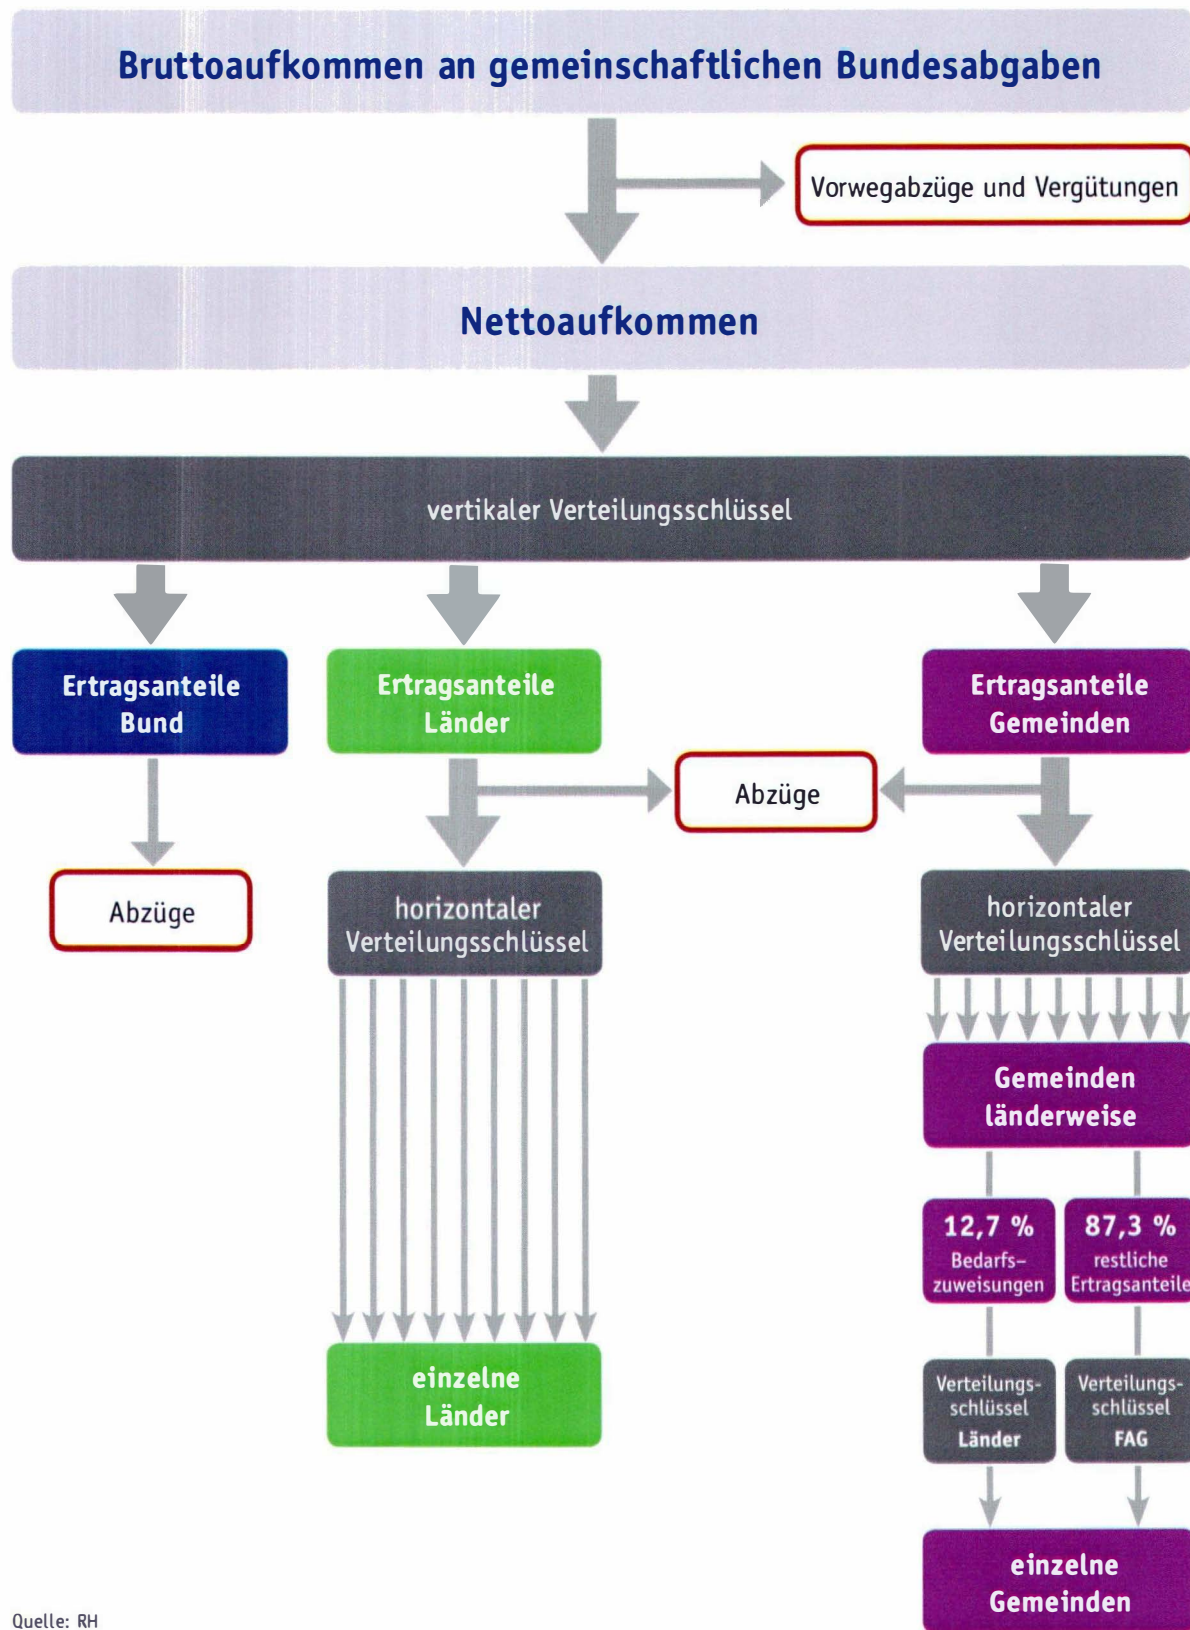 Bruttoaufkommen an gemeinschaftlichen Bundesabgaben
Vorwegabzüge und Vergütungen
Nettoaufkommen
vertikaler Verteilungsschlüssel
Ertragsanteile
Bund
Ertragsanteile
Länder
Ertragsanteile
Gemeinden
Abzüge
Abzüge
horizontaler
Verteilungsschlüssel
horizontaler
Verteilungsschlüssel
Gemeinden
länderweise
12,7 %
Bedarfs-
zuweisungen
87,3 %
restliche
Ertragsanteile
einzelne
Länder
Verteilungs-
schlüssel
Länder
Verteilungs-
schlüssel
FAG
einzelne
Gemeinden
Quelle: RH